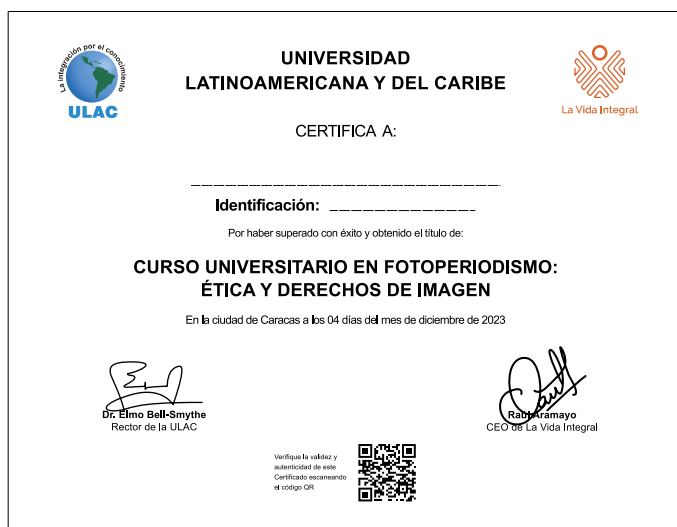 La integración por el conocimiento
ULAC
UNIVERSIDAD
LATINOAMERICANA Y DEL CARIBE
La Vida Integral
CERTIFICA A:
Identificación:
Por haber superado con éxito y obtenido el título de:
CURSO UNIVERSITARIO EN FOTOPERIODISMO:
ÉTICA Y DERECHOS DE IMAGEN
En la ciudad de Caracas a los 04 días del mes de diciembre de 2023
Dr. Elmo Bell-Smythe
Rector de la ULAC
Raúl Aramayo
CEO de La Vida Integral
Verifique la validez y
autenticidad de este
Certificado escaneando
el código QR